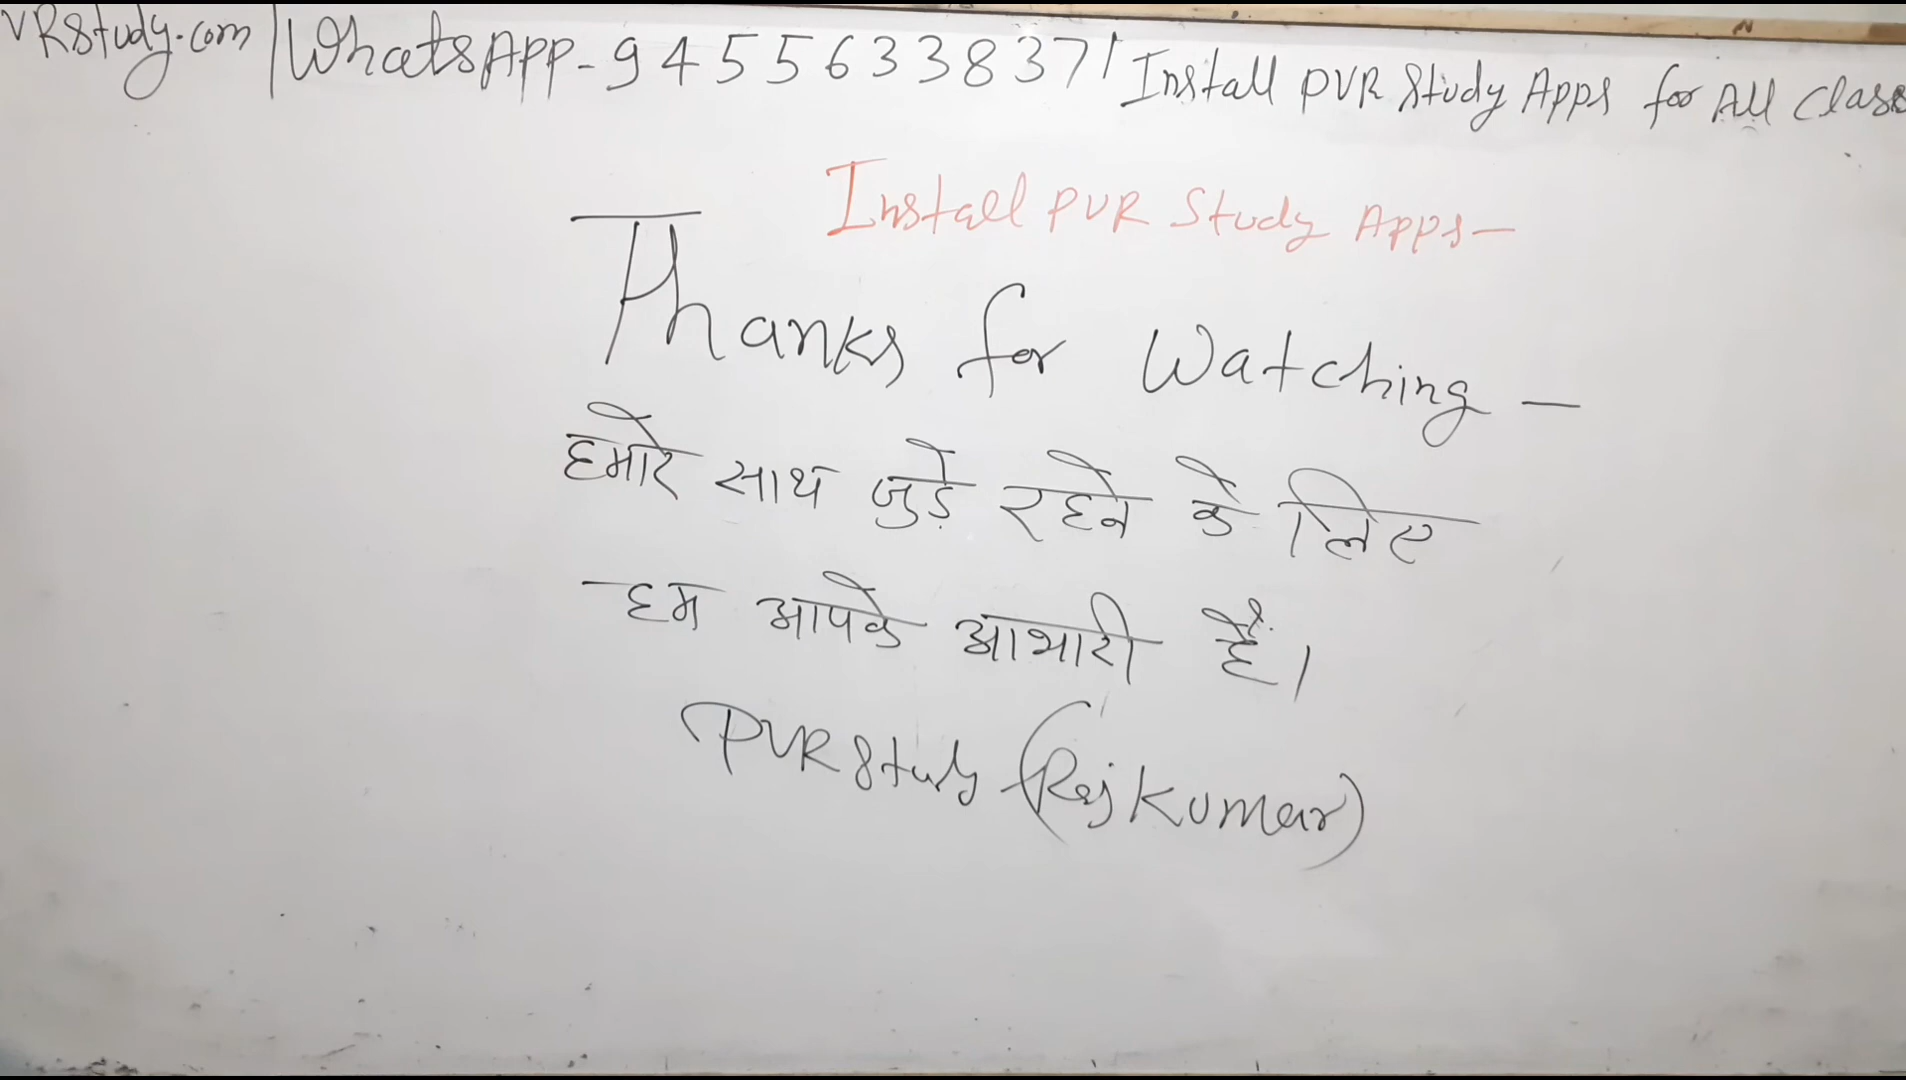 VRStudy.com | WhatsApp - 9455633837 | Install PVR Study Apps for All Class
Install PVR Study Apps-
Thanks for Watching -
हमारे साथ जुड़े रहने के लिए
हम आपके आभारी हैं।
PVR Study (Raj Kumar)